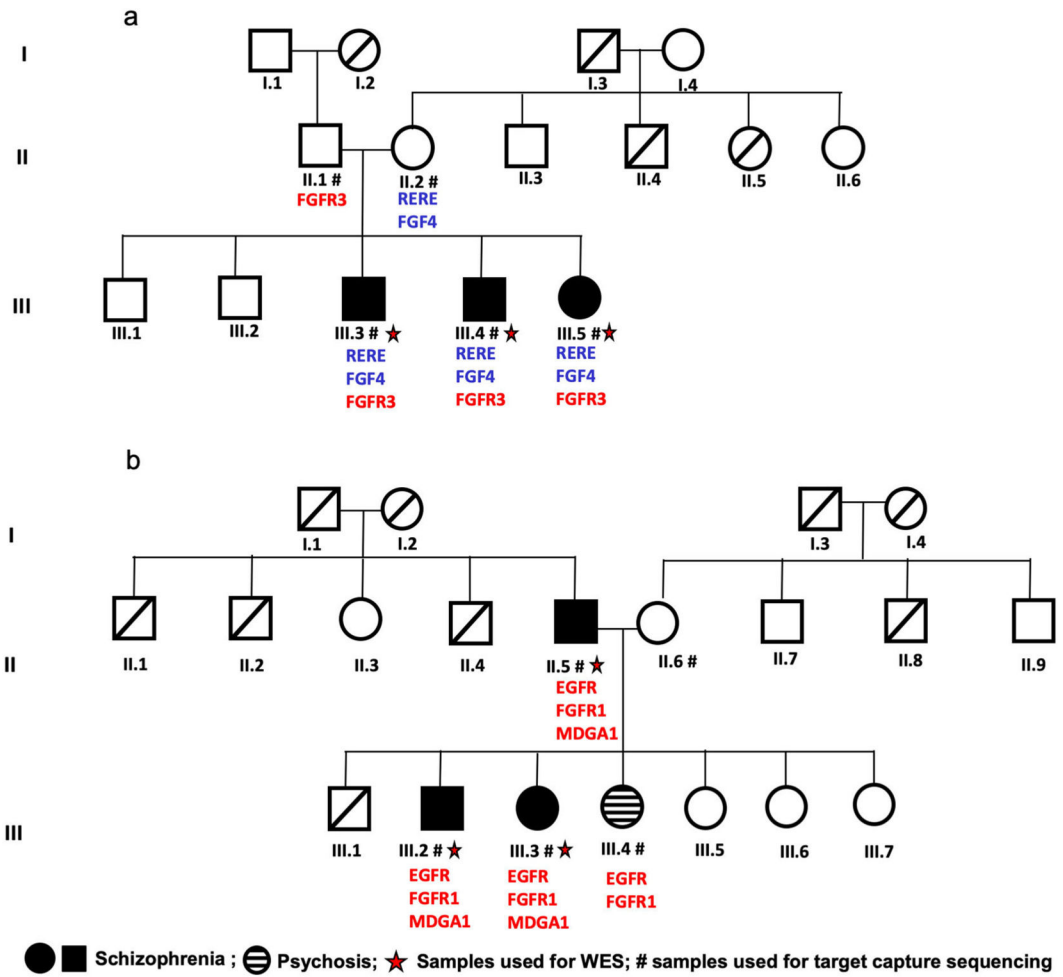 a
I
I.1
I.2
I.3
I.4
II
II.1 #
II.2 #
II.3
II.4
II.5
II.6
FGFR3
RERE
FGF4
III
III.1
III.2
III.3 #
III.4 #
III.5 #
RERE
RERE
RERE
FGF4
FGF4
FGF4
FGFR3
FGFR3
FGFR3
b
I
I.1
I.2
I.3
I.4
II
II.1
II.2
II.3
II.4
II.5 #
II.6 #
II.7
II.8
II.9
EGFR
FGFR1
MDGA1
III
III.1
III.2 #
III.3 #
III.4 #
III.5
III.6
III.7
EGFR
EGFR
EGFR
FGFR1
FGFR1
FGFR1
MDGA1
MDGA1
Schizophrenia ; Psychosis; Samples used for WES; # samples used for target capture sequencing